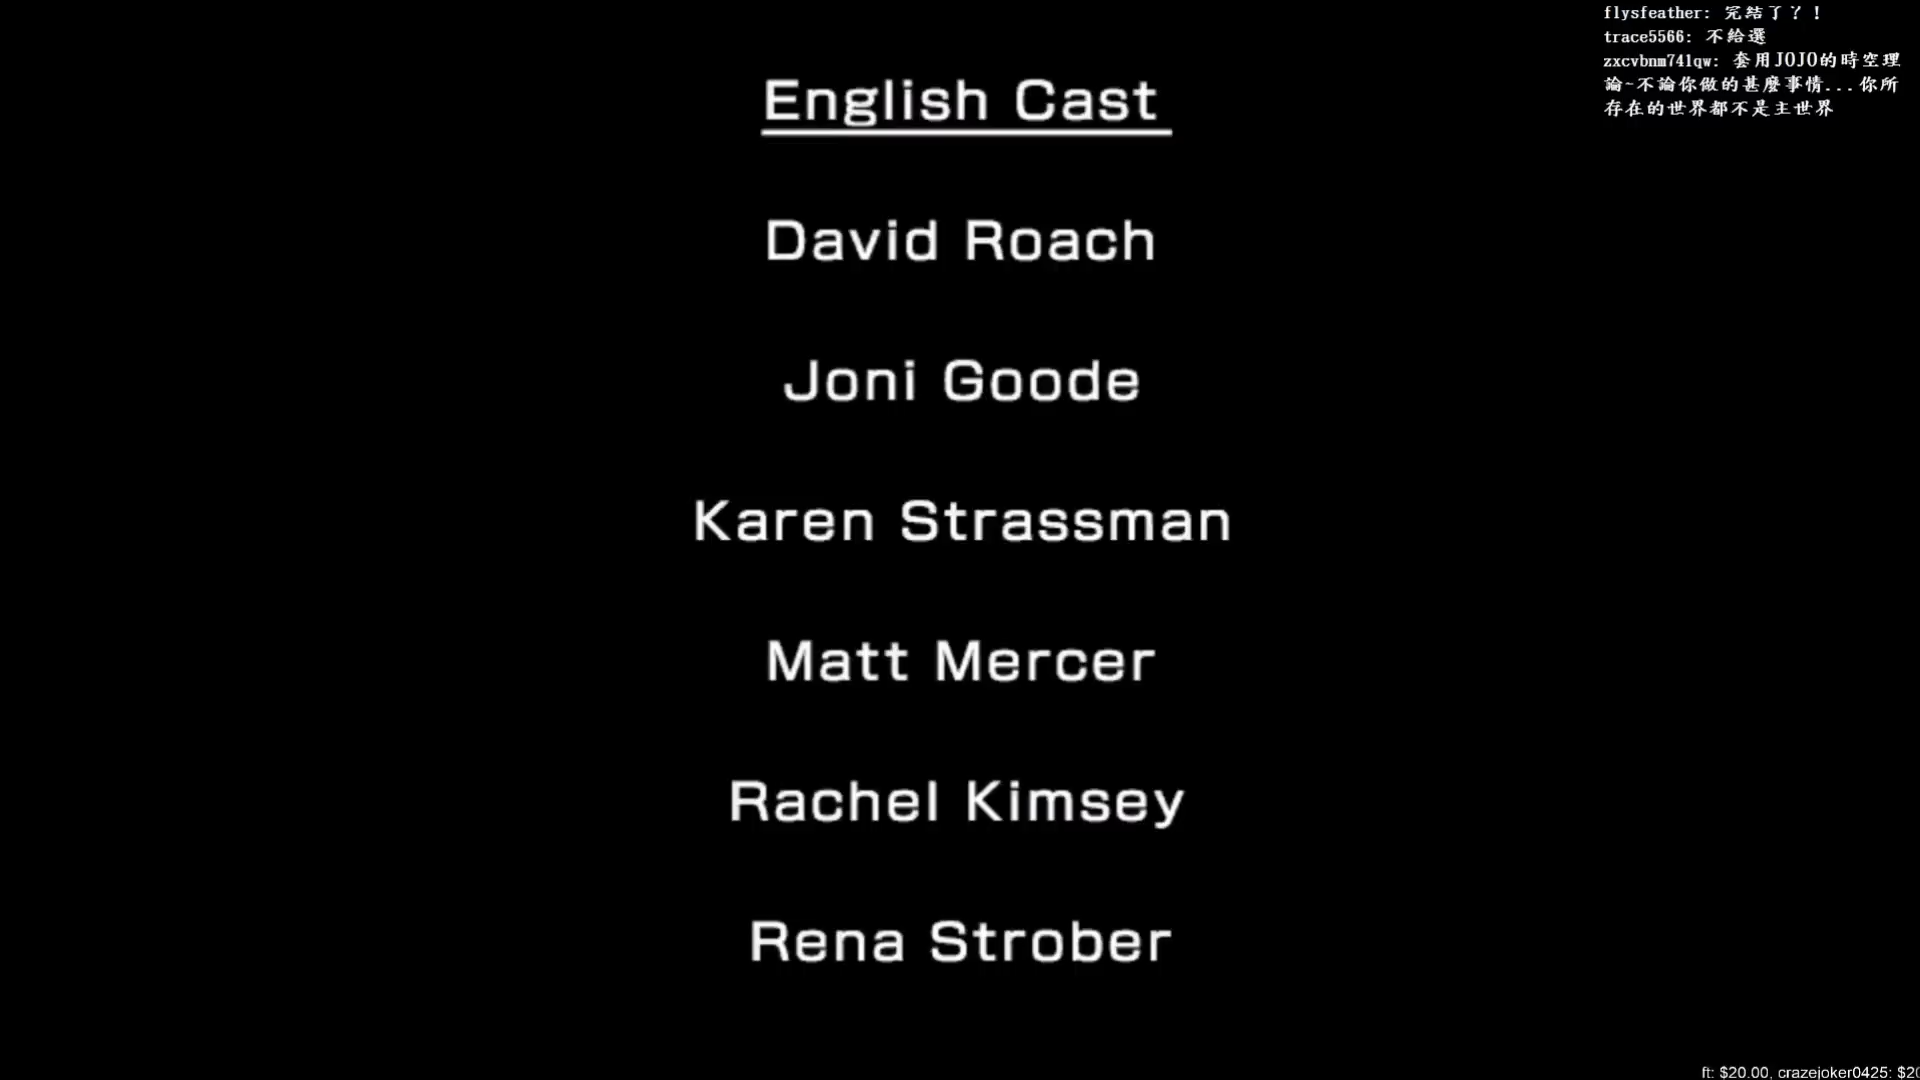 flysfeather: 完結了？！
trace5566: 不給選
zxcvbnm741qw: 套用JOJO的時空理
論~不論你做的甚麼事情...你所
存在的世界都不是主世界
English Cast
David Roach
Joni Goode
Karen Strassman
Matt Mercer
Rachel Kimsey
Rena Strober
ft: $20.00, crazejoker0425: $20